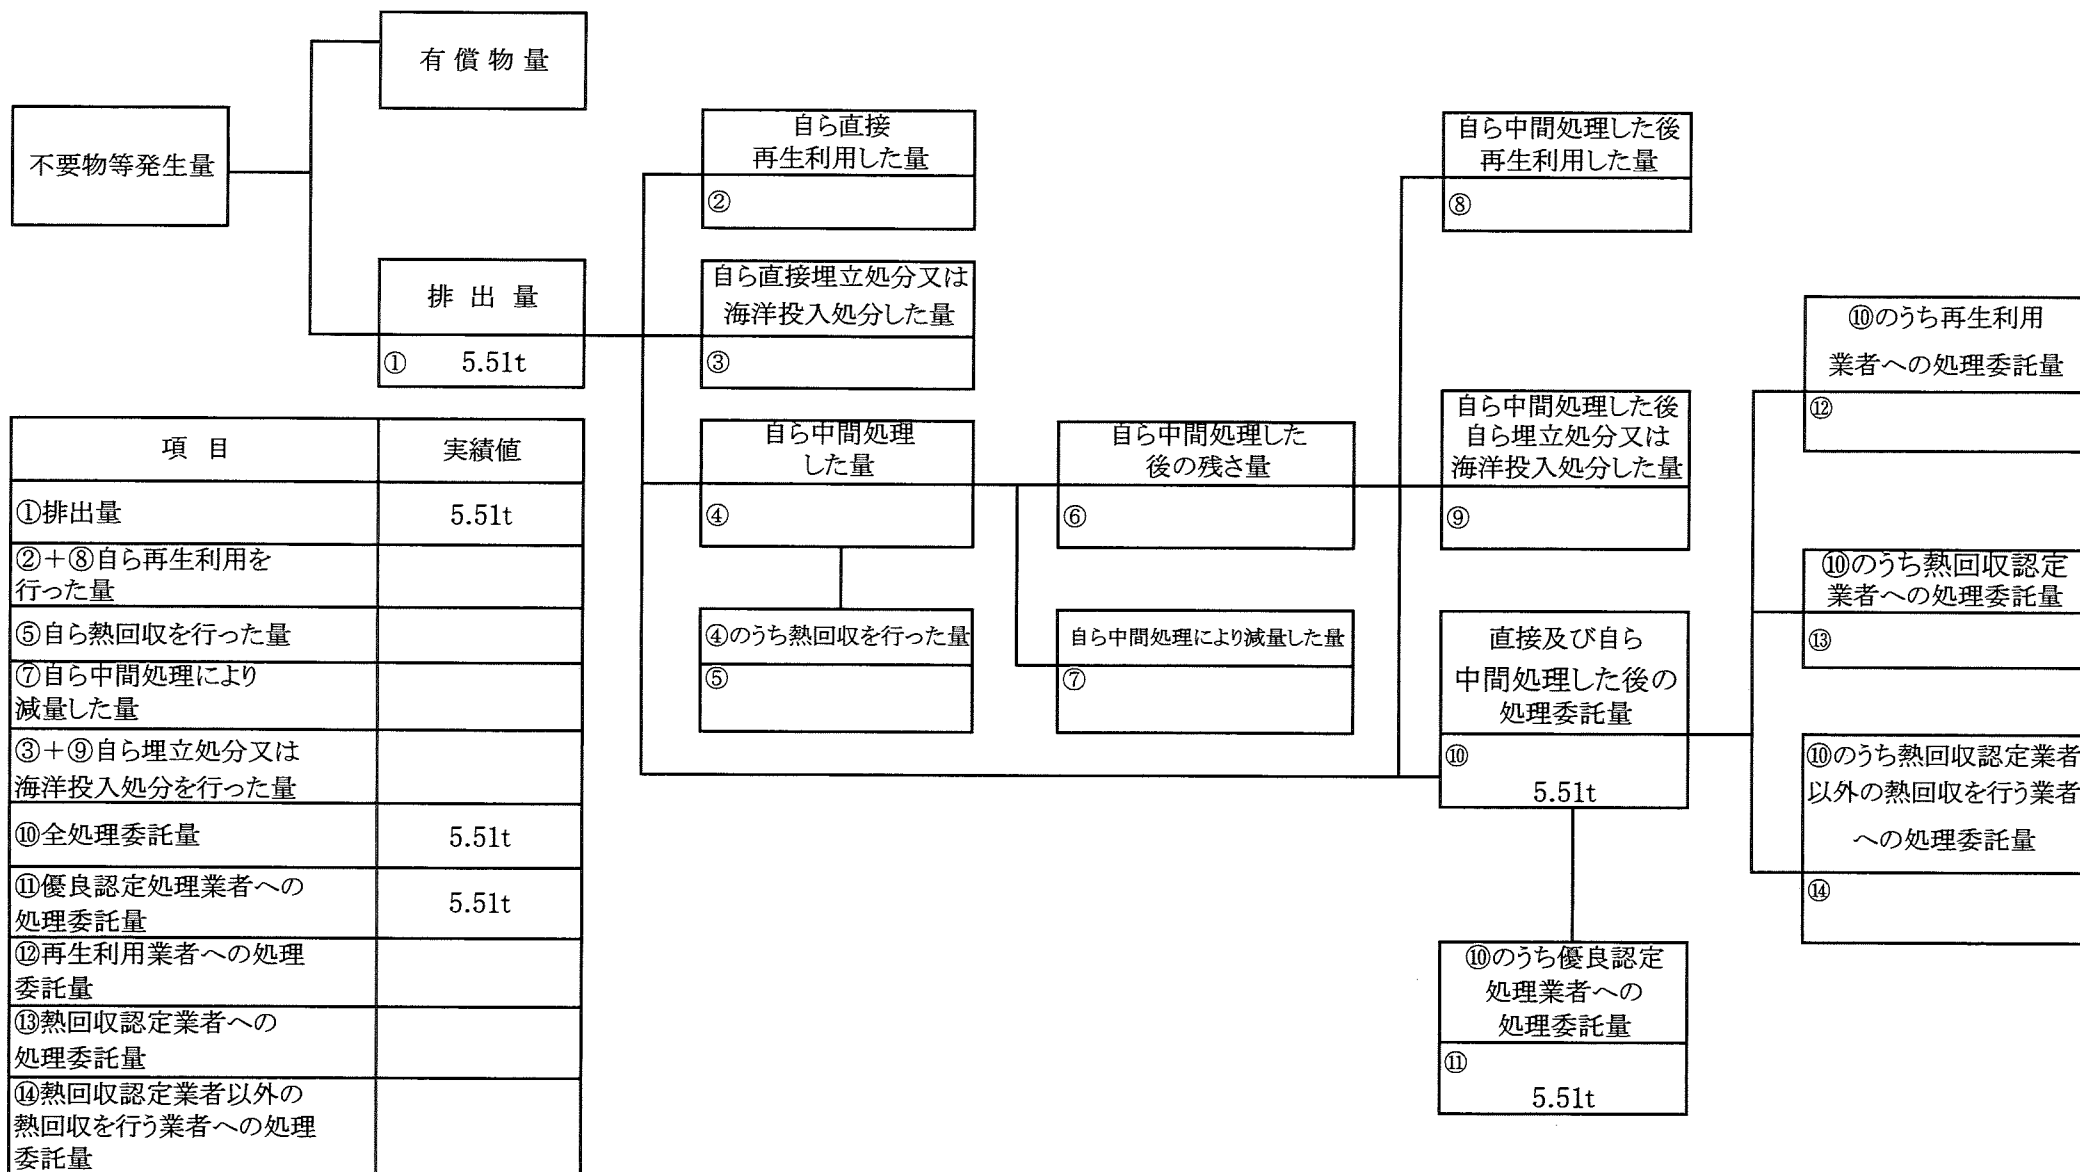 有償物量
不要物等発生量
排出量
① 5.51t
自ら直接
再生利用した量
②
自ら直接埋立処分又は
海洋投入処分した量
③
自ら中間処理
した量
④
④のうち熱回収を行った量
⑤
自ら中間処理した
後の残さ量
⑥
自ら中間処理により減量した量
⑦
自ら中間処理した後
再生利用した量
⑧
自ら中間処理した後
自ら埋立処分又は
海洋投入処分した量
⑨
直接及び自ら
中間処理した後の
処理委託量
⑩
5.51t
⑩のうち優良認定
処理業者への
処理委託量
⑪
5.51t
⑩のうち再生利用
業者への処理委託量
⑫
⑩のうち熱回収認定
業者への処理委託量
⑬
⑩のうち熱回収認定業者
以外の熱回収を行う業者
への処理委託量
⑭
項目 実績値
①排出量 5.51t
②+⑧自ら再生利用を
行った量
⑤自ら熱回収を行った量
⑦自ら中間処理により
減量した量
③+⑨自ら埋立処分又は
海洋投入処分を行った量
⑩全処理委託量 5.51t
⑪優良認定処理業者への
処理委託量 5.51t
⑫再生利用業者への処理
委託量
⑬熱回収認定業者への
処理委託量
⑭熱回収認定業者以外の
熱回収を行う業者への処理
委託量